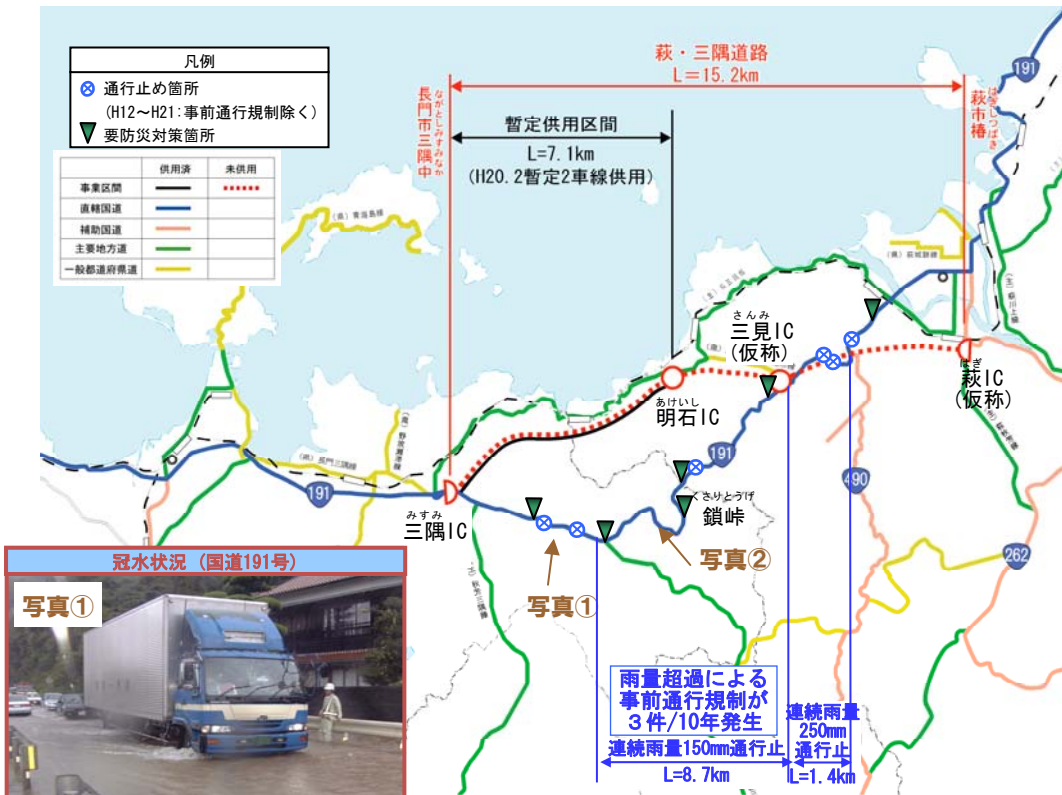 凡例
通行止め箇所
(H12～H21:事前通行規制除く)
要防災対策箇所
供用済
未供用
事業区間
直轄国道
補助国道
主要地方道
一般都道府県道
萩・三隅道路
L=15.2km
ながとしみすみなか
長門市三隅中
はぎしつばき
萩市椿
暫定供用区間
L=7.1km
(H20.2暫定2車線供用)
191
(県)青海島線
さんみ
三見IC
(仮称)
はぎ
萩IC
(仮称)
あけいし
明石IC
191
490
262
くさりとうげ
鎖峠
(県)長門三隅線
191
みすみ
三隅IC
写真②
写真①
冠水状況 (国道191号)
写真①
雨量超過による
事前通行規制が
3件/10年発生
連続雨量150mm通行止
L=8.7km
連続雨量
250mm
通行止
L=1.4km